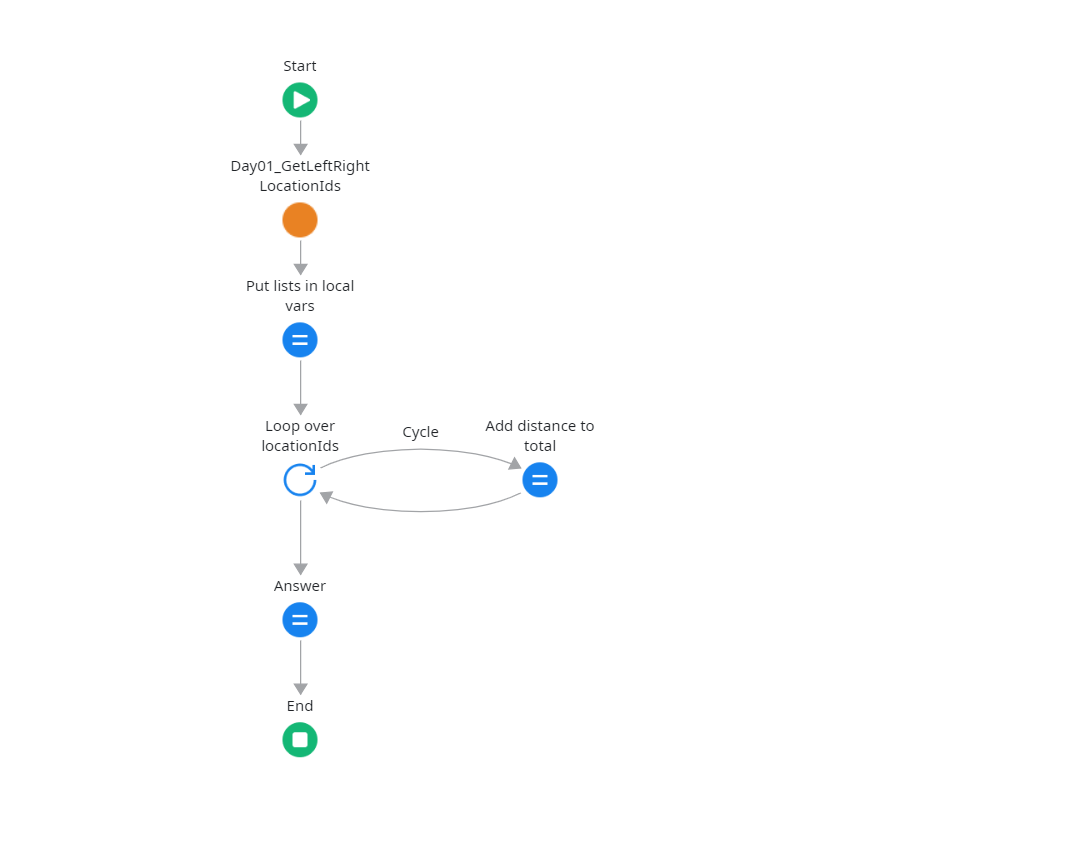 Start
Day01_GetLeftRight
LocationIds
Put lists in local
vars
Loop over
locationIds
Cycle
Add distance to
total
Answer
End